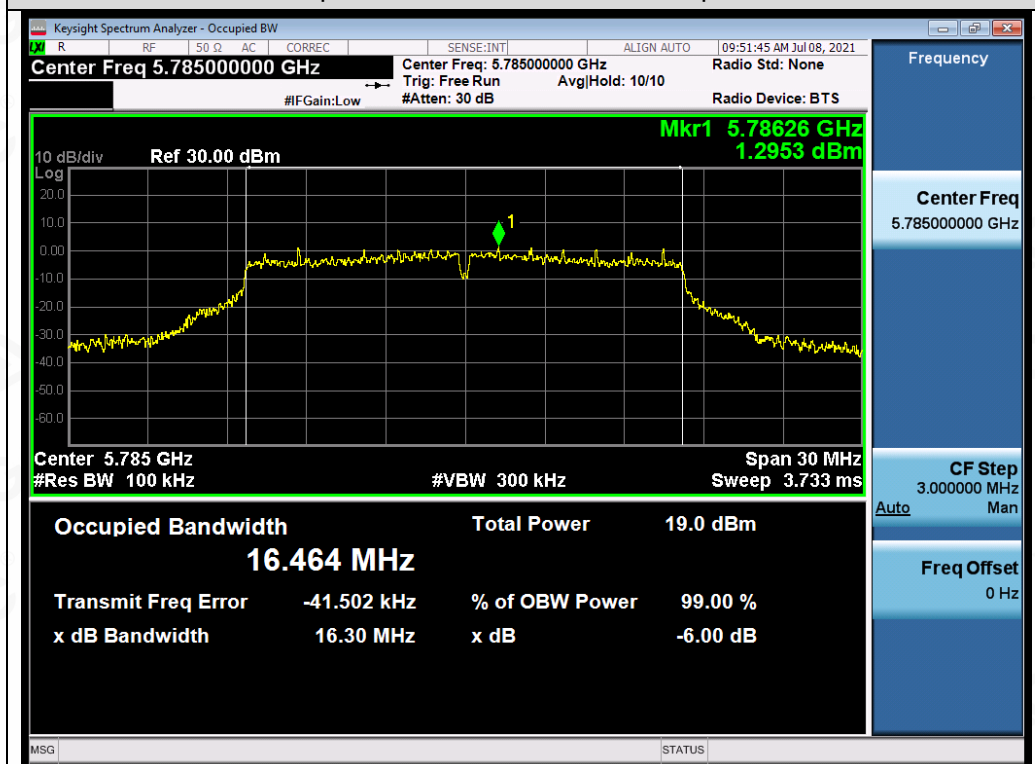 Keysight Spectrum Analyzer - Occupied BW
LXI R RF 50 Ω AC CORREC SENSE:INT ALIGN AUTO 09:51:45 AM Jul 08, 2021
Center Freq 5.785000000 GHz
Center Freq: 5.785000000 GHz
Radio Std: None
Trig: Free Run Avg|Hold: 10/10
#IFGain:Low #Atten: 30 dB Radio Device: BTS
Mkr1 5.78626 GHz
1.2953 dBm
10 dB/div Ref 30.00 dBm
Log
20.0
10.0
1
0.00
-10.0
-20.0
-30.0
-40.0
-50.0
-60.0
Center 5.785 GHz Span 30 MHz
#Res BW 100 kHz #VBW 300 kHz Sweep 3.733 ms
Occupied Bandwidth Total Power 19.0 dBm
16.464 MHz
Transmit Freq Error -41.502 kHz % of OBW Power 99.00 %
x dB Bandwidth 16.30 MHz x dB -6.00 dB
MSG STATUS
Frequency
Center Freq
5.785000000 GHz
CF Step
3.000000 MHz
Auto Man
Freq Offset
0 Hz